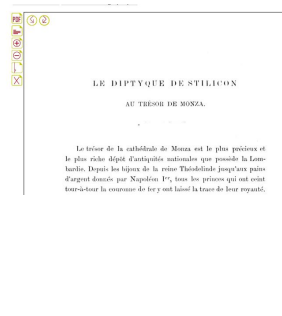 PDF
LE DIPTYQUE DE STILICON
AU TRÉSOR DE MONZA.
Le trésor de la cathédrale de Monza est le plus précieux et
le plus riche dépôt d'antiquités nationales que possède la Lom-
bardie. Depuis les bijoux de la reine Théodelinde jusqu'aux pains
d'argent donnés par Napoléon Ier, tous les princes qui ont ceint
tour-à-tour la couronne de fer y ont laissé la trace de leur royauté.